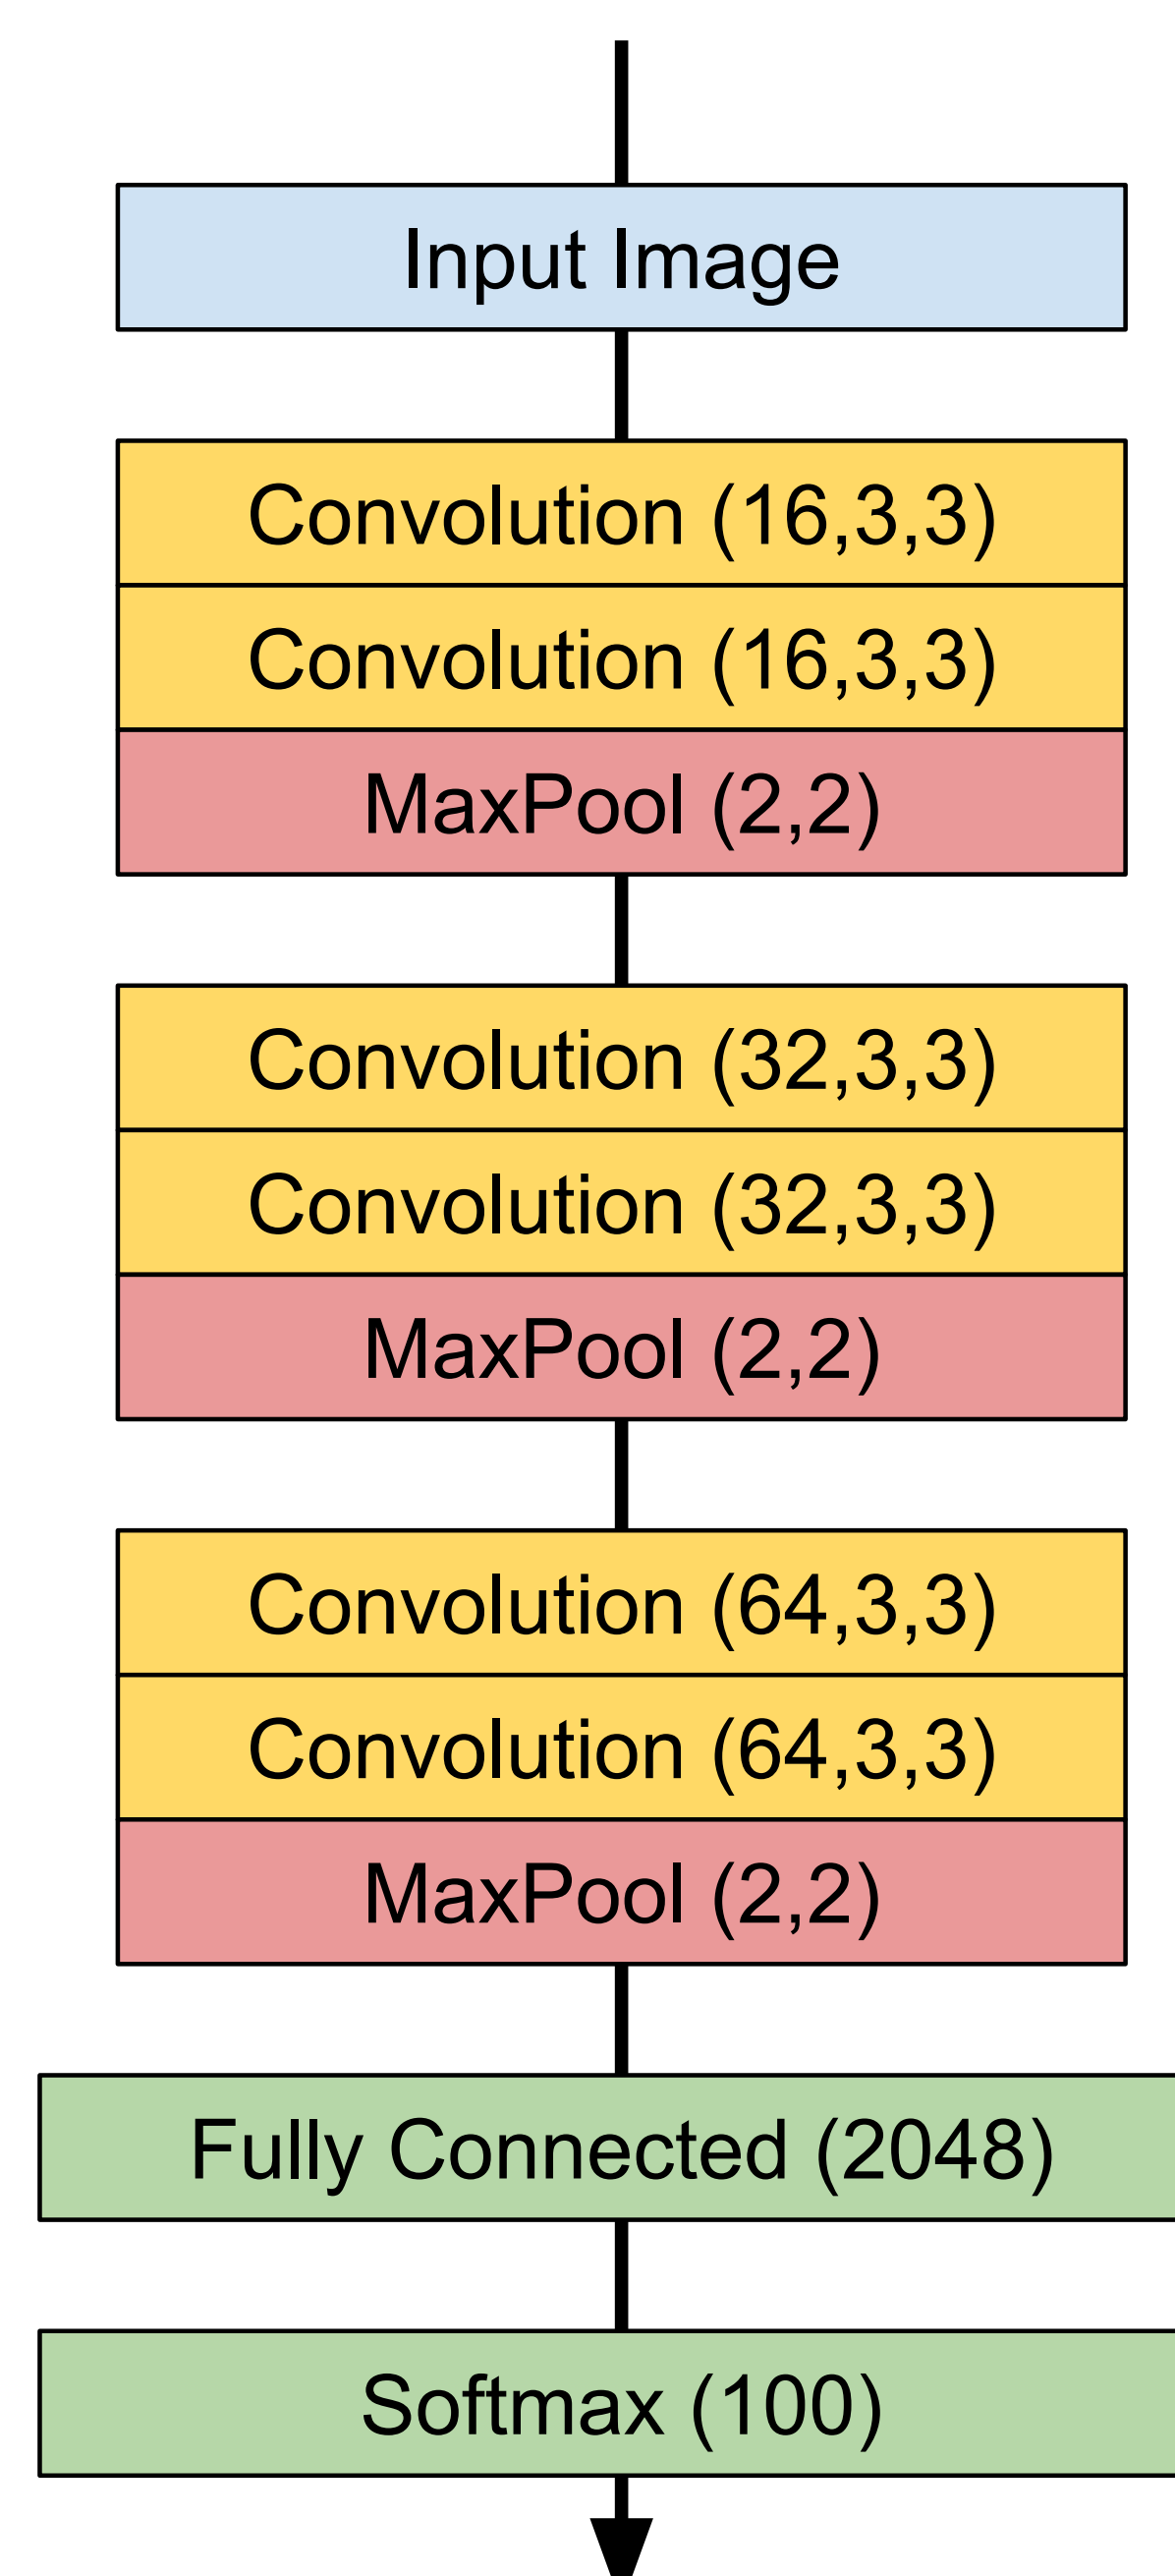 Input Image
Convolution (16,3,3)
Convolution (16,3,3)
MaxPool (2,2)
Convolution (32,3,3)
Convolution (32,3,3)
MaxPool (2,2)
Convolution (64,3,3)
Convolution (64,3,3)
MaxPool (2,2)
Fully Connected (2048)
Softmax (100)